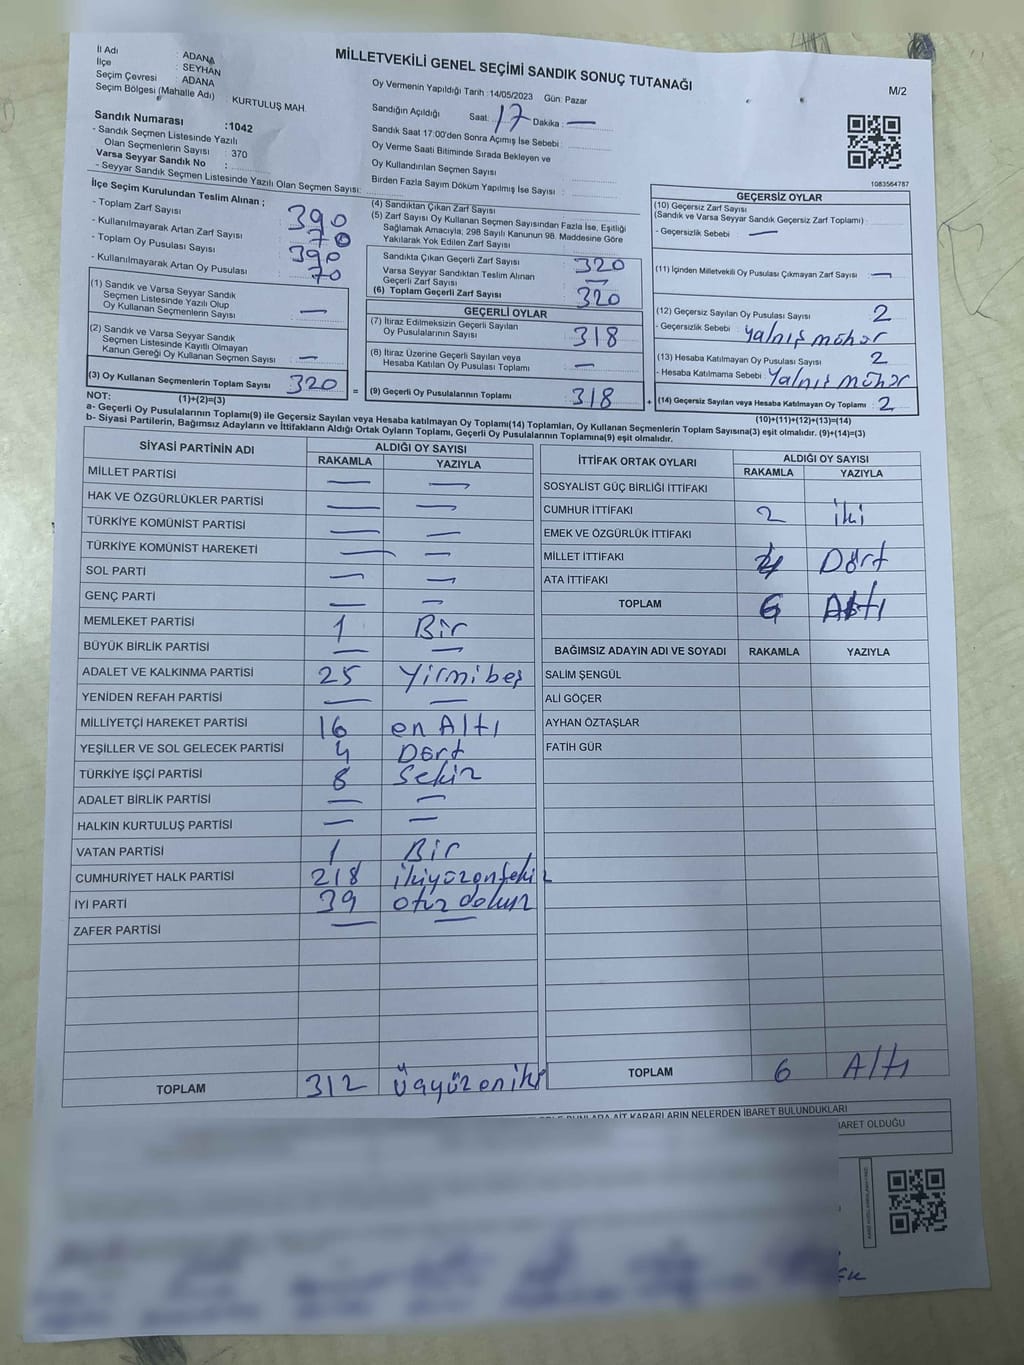 MİLLETVEKİLİ GENEL SEÇİMİ SANDIK SONUÇ TUTANAĞI
M/2
İl Adı : ADANA
İlçe : SEYHAN
Seçim Çevresi : ADANA
Seçim Bölgesi (Mahalle Adı) : KURTULUŞ MAH.
Sandık Numarası :1042
- Sandık Seçmen Listesinde Yazılı
Olan Seçmenlerin Sayısı : 370
Varsa Seyyar Sandık No :
- Seyyar Sandık Seçmen Listesinde Yazılı Olan Seçmen Sayısı:
Oy Vermenin Yapıldığı Tarih :14/05/2023 Gün: Pazar
Sandığın Açıldığı Saat: 17 Dakika : —
Sandık Saat 17:00'den Sonra Açımış İse Sebebi :
Oy Verme Saati Bitiminde Sırada Bekleyen ve
Oy Kullandırılan Seçmen Sayısı :
Birden Fazla Sayım Döküm Yapılmış İse Sayısı :
1083564787
İlçe Seçim Kurulundan Teslim Alınan ;
- Toplam Zarf Sayısı : 390
- Kullanılmayarak Artan Zarf Sayısı : 70
- Toplam Oy Pusulası Sayısı : 390
- Kullanılmayarak Artan Oy Pusulası : 70
(1) Sandık ve Varsa Seyyar Sandık
Seçmen Listesinde Yazılı Olup
Oy Kullanan Seçmenlerin Sayısı : —
(2) Sandık ve Varsa Seyyar Sandık
Seçmen Listesinde Kayıtlı Olmayan
Kanun Gereği Oy Kullanan Seçmen Sayısı : —
(3) Oy Kullanan Seçmenlerin Toplam Sayısı : 320 =
(1)+(2)=(3)
(4) Sandıktan Çıkan Zarf Sayısı :
(5) Zarf Sayısı Oy Kullanan Seçmen Sayısından Fazla İse, Eşitliği
Sağlamak Amacıyla, 298 Sayılı Kanunun 98. Maddesine Göre
Yakılarak Yok Edilen Zarf Sayısı :
Sandıkta Çıkan Geçerli Zarf Sayısı : 320
Varsa Seyyar Sandıktan Teslim Alınan
Geçerli Zarf Sayısı : —
(6) Toplam Geçerli Zarf Sayısı : 320
GEÇERLİ OYLAR
(7) İtiraz Edilmeksizin Geçerli Sayılan
Oy Pusulalarının Sayısı : 318
(8) İtiraz Üzerine Geçerli Sayılan veya
Hesaba Katılan Oy Pusulası Toplamı : —
(9) Geçerli Oy Pusulalarının Toplamı : 318 +
GEÇERSİZ OYLAR
(10) Geçersiz Zarf Sayısı
(Sandık ve Varsa Seyyar Sandık Geçersiz Zarf Toplamı) :
- Geçersizlik Sebebi : —
(11) İçinden Milletvekili Oy Pusulası Çıkmayan Zarf Sayısı : —
(12) Geçersiz Sayılan Oy Pusulası Sayısı : 2
- Geçersizlik Sebebi : Yalnış möhör
(13) Hesaba Katılmayan Oy Pusulası Sayısı : 2
- Hesaba Katılmama Sebebi : Yalnış möhör
(14) Geçersiz Sayılan veya Hesaba Katılmayan Oy Toplamı : 2
(10)+(11)+(12)+(13)=(14)
NOT:
a- Geçerli Oy Pusulalarının Toplamı(9) ile Geçersiz Sayılan veya Hesaba katılmayan Oy Toplamı(14) Toplamları, Oy Kullanan Seçmenlerin Toplam Sayısına(3) eşit olmalıdır. (9)+(14)=(3)
b- Siyasi Partilerin, Bağımsız Adayların ve İttifakların Aldığı Ortak Oyların Toplamı, Geçerli Oy Pusulalarının Toplamına(9) eşit olmalıdır.
SİYASİ PARTİNİN ADI ALDIĞI OY SAYISI
RAKAMLA YAZIYLA
MİLLET PARTİSİ — —
HAK VE ÖZGÜRLÜKLER PARTİSİ — —
TÜRKİYE KOMÜNİST PARTİSİ — —
TÜRKİYE KOMÜNİST HAREKETİ — —
SOL PARTİ — —
GENÇ PARTİ — —
MEMLEKET PARTİSİ 1 Bir
BÜYÜK BİRLİK PARTİSİ — —
ADALET VE KALKINMA PARTİSİ 25 Yirmibeş
YENİDEN REFAH PARTİSİ — —
MİLLİYETÇİ HAREKET PARTİSİ 16 on Altı
YEŞİLLER VE SOL GELECEK PARTİSİ 4 Dört
TÜRKİYE İŞÇİ PARTİSİ 8 Sekiz
ADALET BİRLİK PARTİSİ — —
HALKIN KURTULUŞ PARTİSİ — —
VATAN PARTİSİ 1 Bir
CUMHURİYET HALK PARTİSİ 218 ikiyüzonsekiz
İYİ PARTİ 39 otuz dokuz
ZAFER PARTİSİ — —
TOPLAM 312 Üçyüzoniki
İTTİFAK ORTAK OYLARI ALDIĞI OY SAYISI
RAKAMLA YAZIYLA
SOSYALİST GÜÇ BİRLİĞİ İTTİFAKI
CUMHUR İTTİFAKI 2 iki
EMEK VE ÖZGÜRLÜK İTTİFAKI
MİLLET İTTİFAKI 4 Dört
ATA İTTİFAKI
TOPLAM 6 Altı
BAĞIMSIZ ADAYIN ADI VE SOYADI RAKAMLA YAZIYLA
SALİM ŞENGÜL
ALİ GÖÇER
AYHAN ÖZTAŞLAR
FATİH GÜR
TOPLAM 6 Altı
BUNLARA AİT KARARLARIN NELERDEN İBARET BULUNDUKLARI
İBARET OLDUĞU